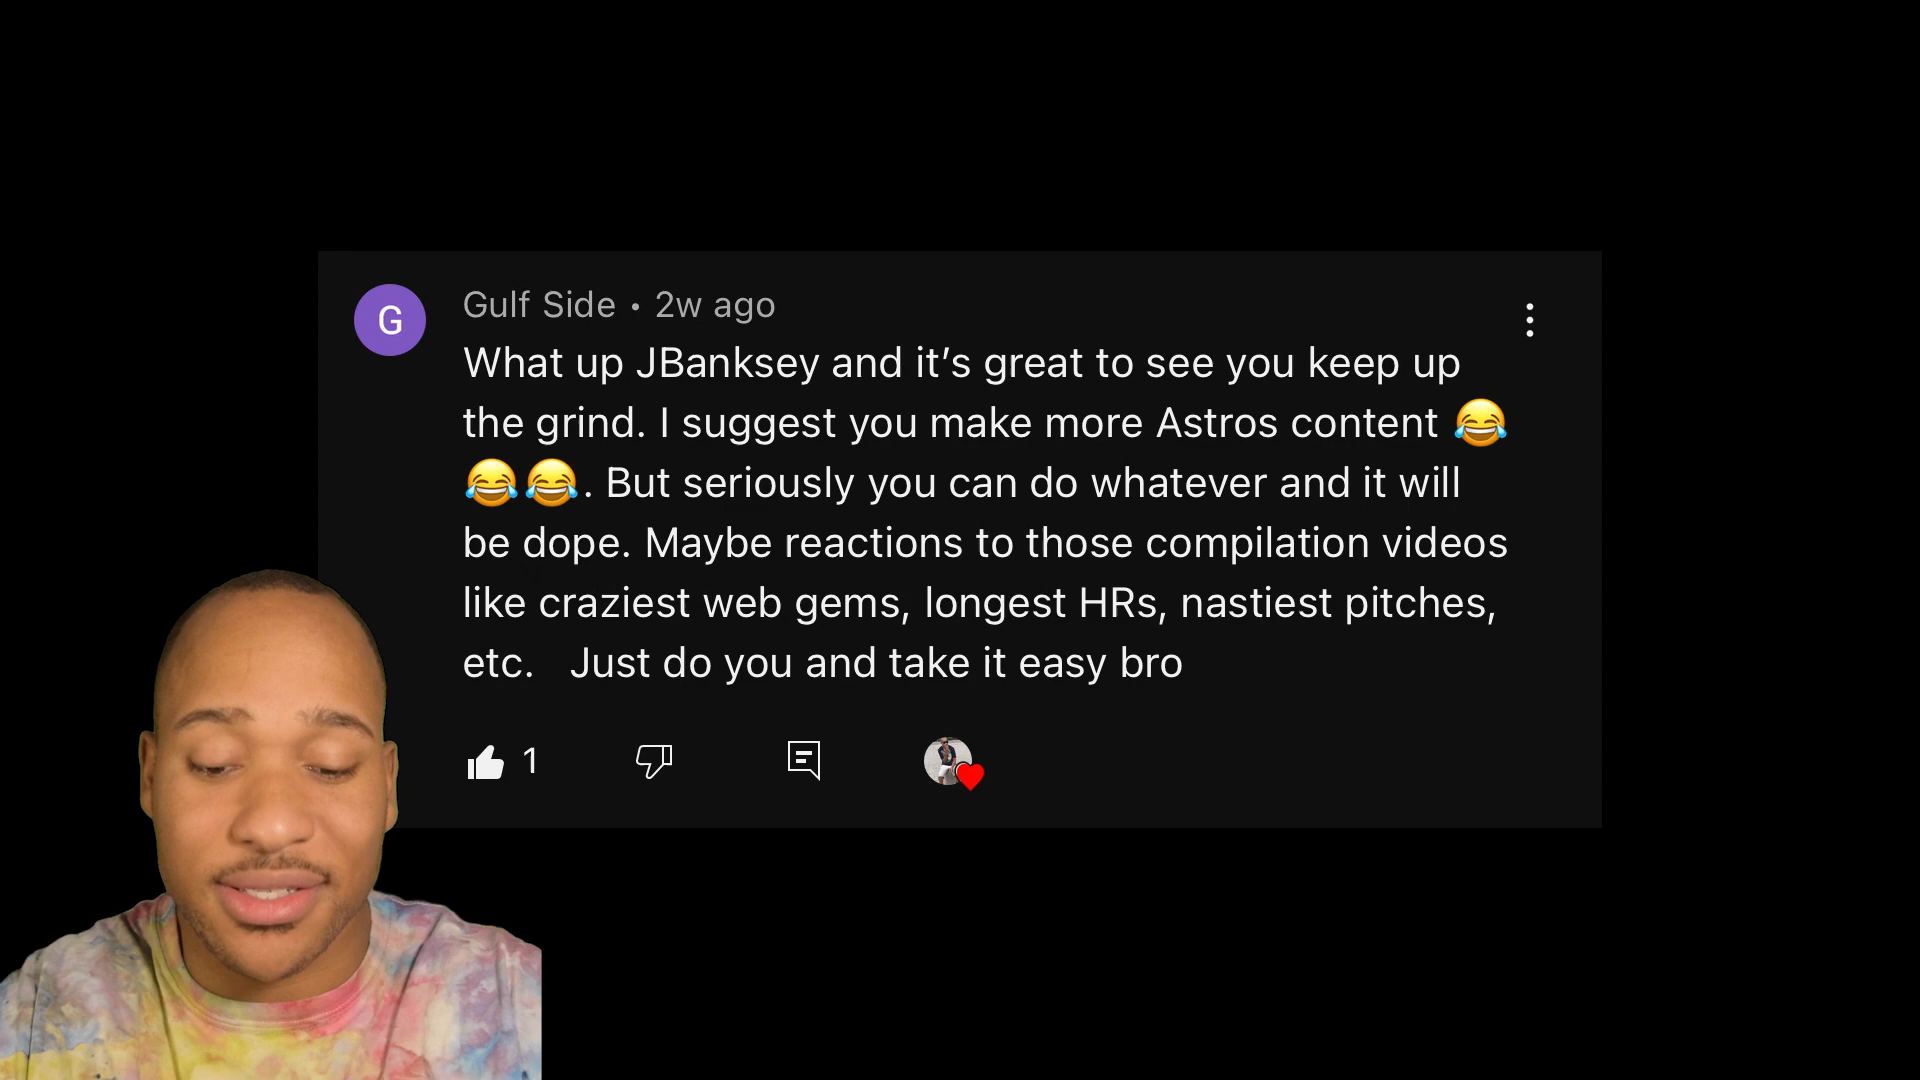 G
Gulf Side • 2w ago
What up JBanksey and it’s great to see you keep up
the grind. I suggest you make more Astros content 😂
😂😂. But seriously you can do whatever and it will
be dope. Maybe reactions to those compilation videos
like craziest web gems, longest HRs, nastiest pitches,
etc.   Just do you and take it easy bro
1